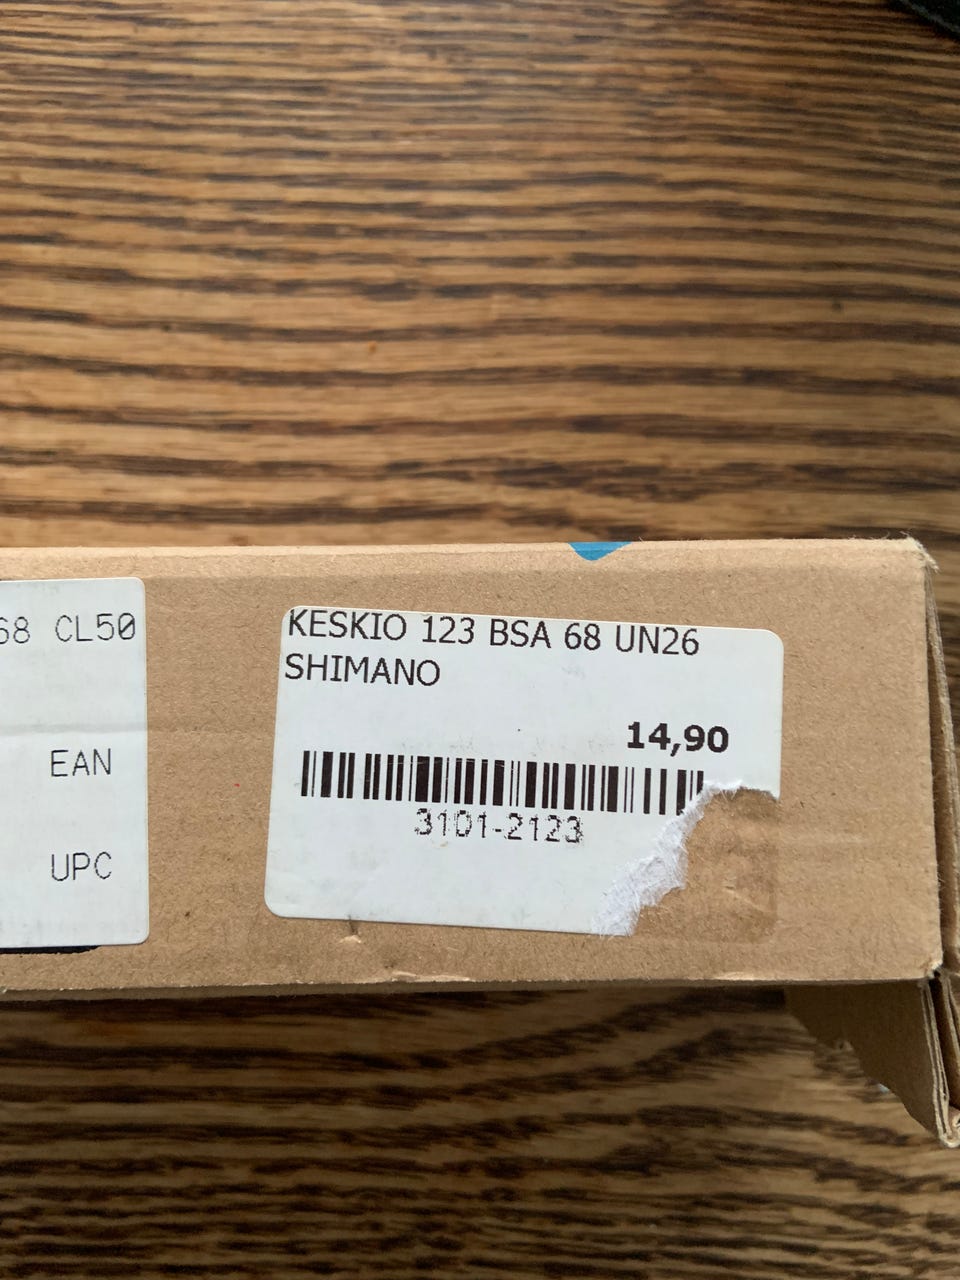 68 CL50
EAN
UPC
KESKIO 123 BSA 68 UN26
SHIMANO
14,90
3101-2123